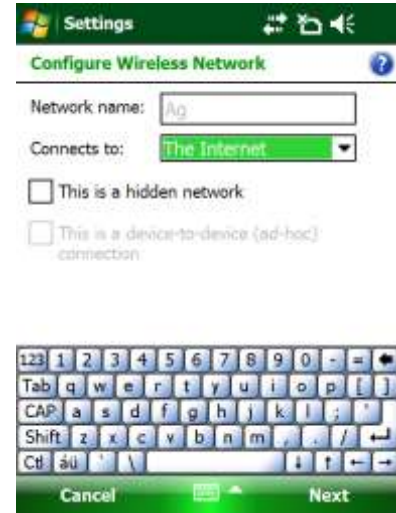 Settings
Configure Wireless Network
?
Network name: Ag
Connects to: The Internet
This is a hidden network
This is a device-to-device (ad-hoc)
connection
123 1 2 3 4 5 6 7 8 9 0 - =
Tab q w e r t y u i o p [ ]
CAP a s d f g h j k l ; '
Shift z x c v b n m , . /
Ctl áü ` \
Cancel Next